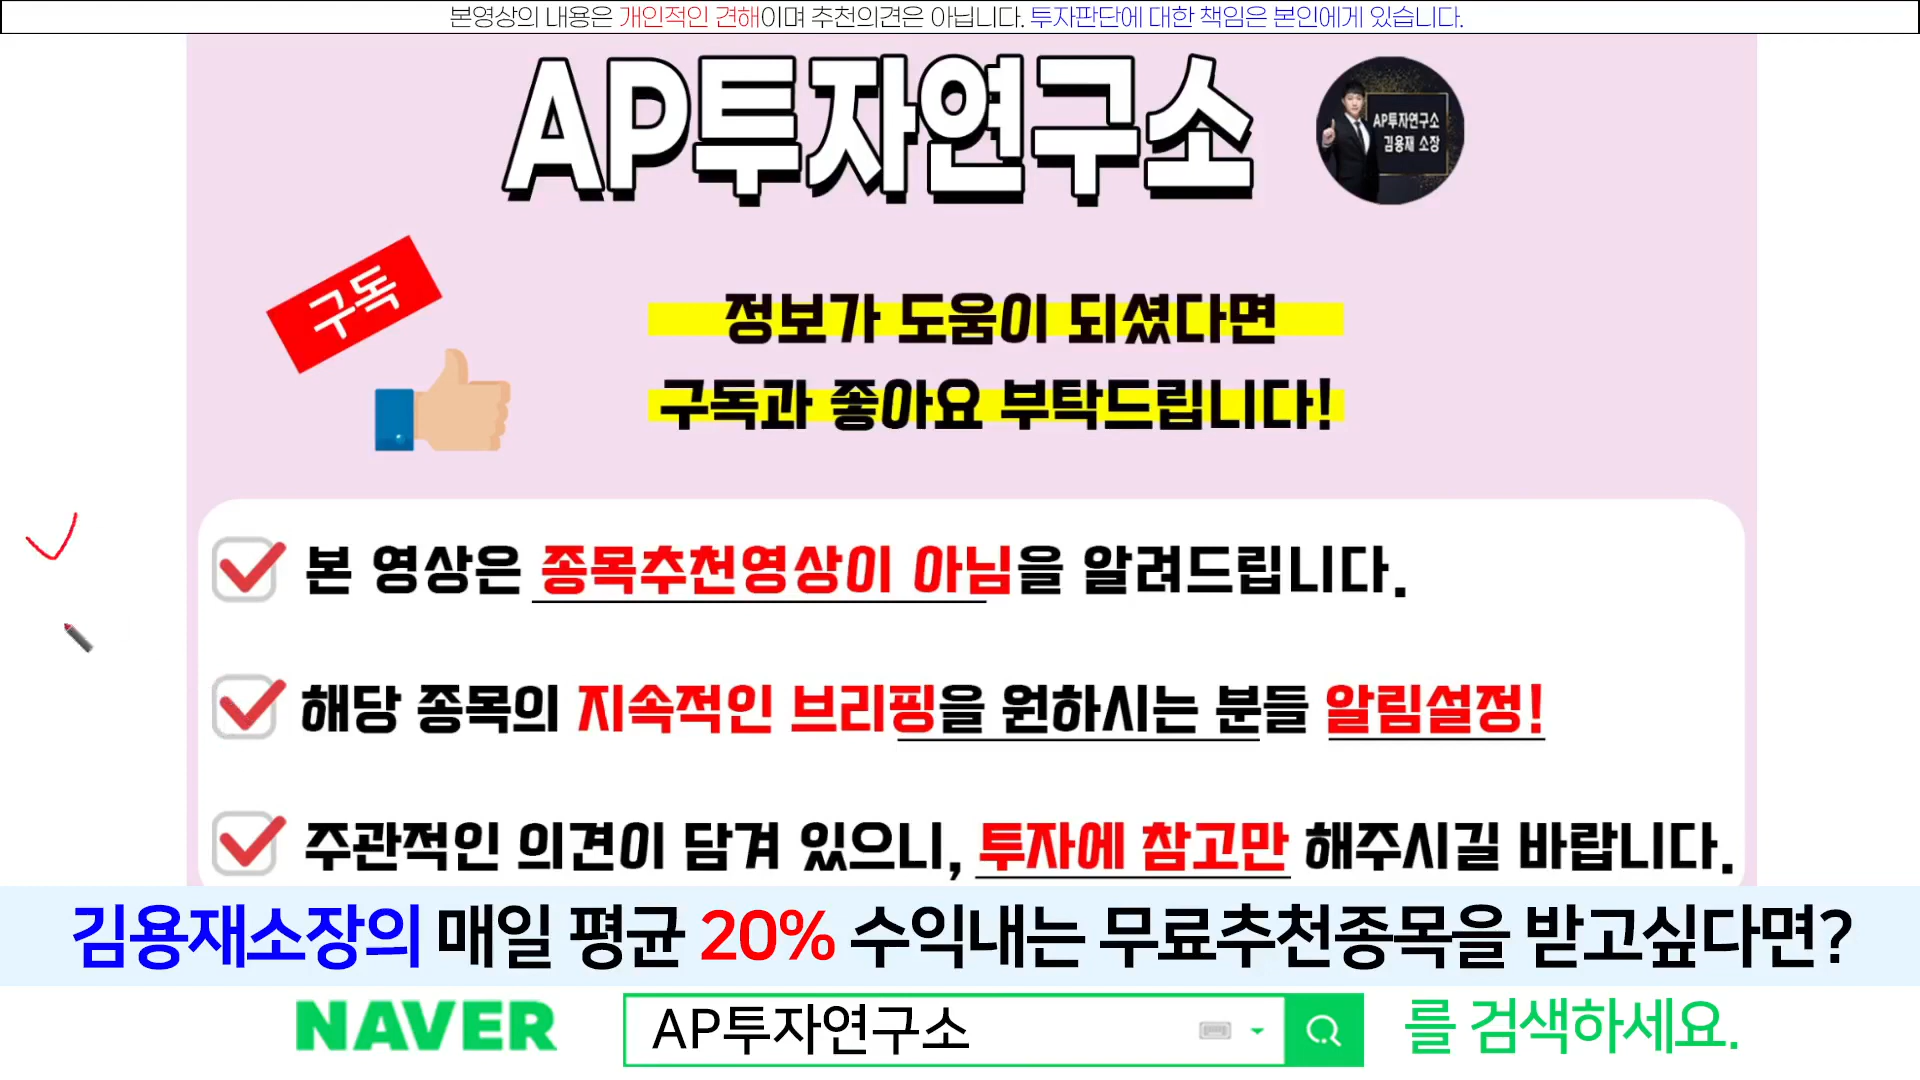 본영상의 내용은 개인적인 견해이며 추천의견은 아닙니다. 투자판단에 대한 책임은 본인에게 있습니다.
AP투자연구소
AP투자연구소
김용재 소장
구독
정보가 도움이 되셨다면
구독과 좋아요 부탁드립니다!
본 영상은 종목추천영상이 아님을 알려드립니다.
해당 종목의 지속적인 브리핑을 원하시는 분들 알림설정!
주관적인 의견이 담겨 있으니, 투자에 참고만 해주시길 바랍니다.
김용재소장의 매일 평균 20% 수익내는 무료추천종목을 받고싶다면?
NAVER AP투자연구소 를 검색하세요.